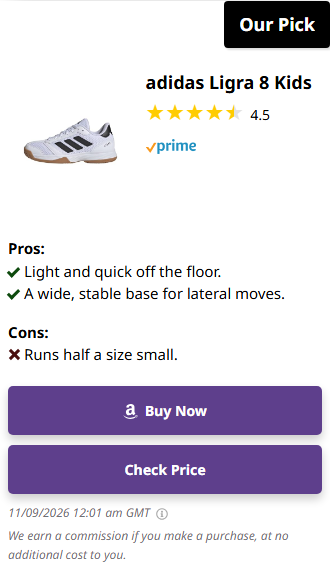 Our Pick
adidas Ligra 8 Kids
4.5
prime
Pros:
Light and quick off the floor.
A wide, stable base for lateral moves.
Cons:
Runs half a size small.
Buy Now
Check Price
11/09/2026 12:01 am GMT
We earn a commission if you make a purchase, at no
additional cost to you.